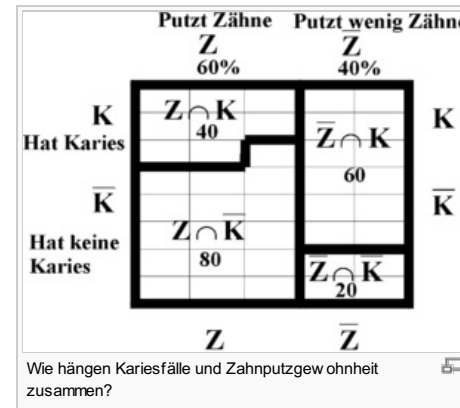 Putzt Zähne Putzt wenig Zähne
Z Z̅
60% 40%
K Z∩K Z̅∩K K
Hat Karies 40
60
K̅ K̅
Z∩K̅
Hat keine 80
Karies Z̅∩K̅
20
Z Z̅
Wie hängen Kariesfälle und Zahnputzgewohnheit
zusammen?